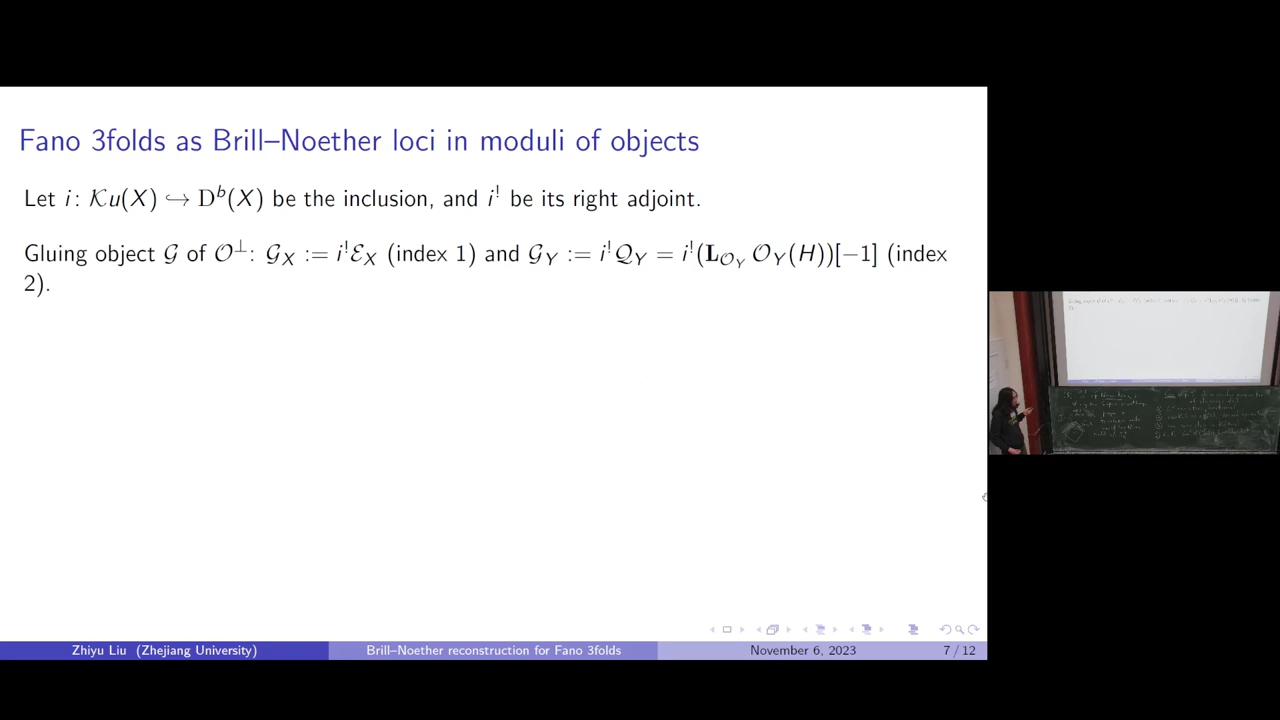 Fano 3folds as Brill–Noether loci in moduli of objects
Let i: 𝒦u(X) ↪ Dᵇ(X) be the inclusion, and i^! be its right adjoint.
Gluing object 𝒢 of 𝒪^⊥: 𝒢_X := i^!ℰ_X (index 1) and 𝒢_Y := i^!𝒬_Y = i^!(𝐋_{𝒪_Y} 𝒪_Y(H))[−1] (index
2).
Zhiyu Liu (Zhejiang University)
Brill–Noether reconstruction for Fano 3folds
November 6, 2023
7 / 12